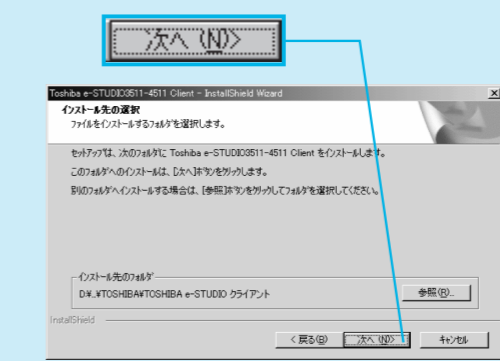 次へ (N)>
Toshiba e-STUDIO3511-4511 Client - InstallShield Wizard
インストール先の選択
ファイルをインストールするフォルダを選択します。
セットアップは、次のフォルダに Toshiba e-STUDIO3511-4511 Client をインストールします。
このフォルダへのインストールは、[次へ]ボタンをクリックします。
別のフォルダへインストールする場合は、[参照]ボタンをクリックしてフォルダを選択してください。
インストール先のフォルダ
D:¥..¥TOSHIBA¥TOSHIBA e-STUDIO クライアント
参照(R)...
InstallShield
< 戻る(B)
次へ (N)>
キャンセル